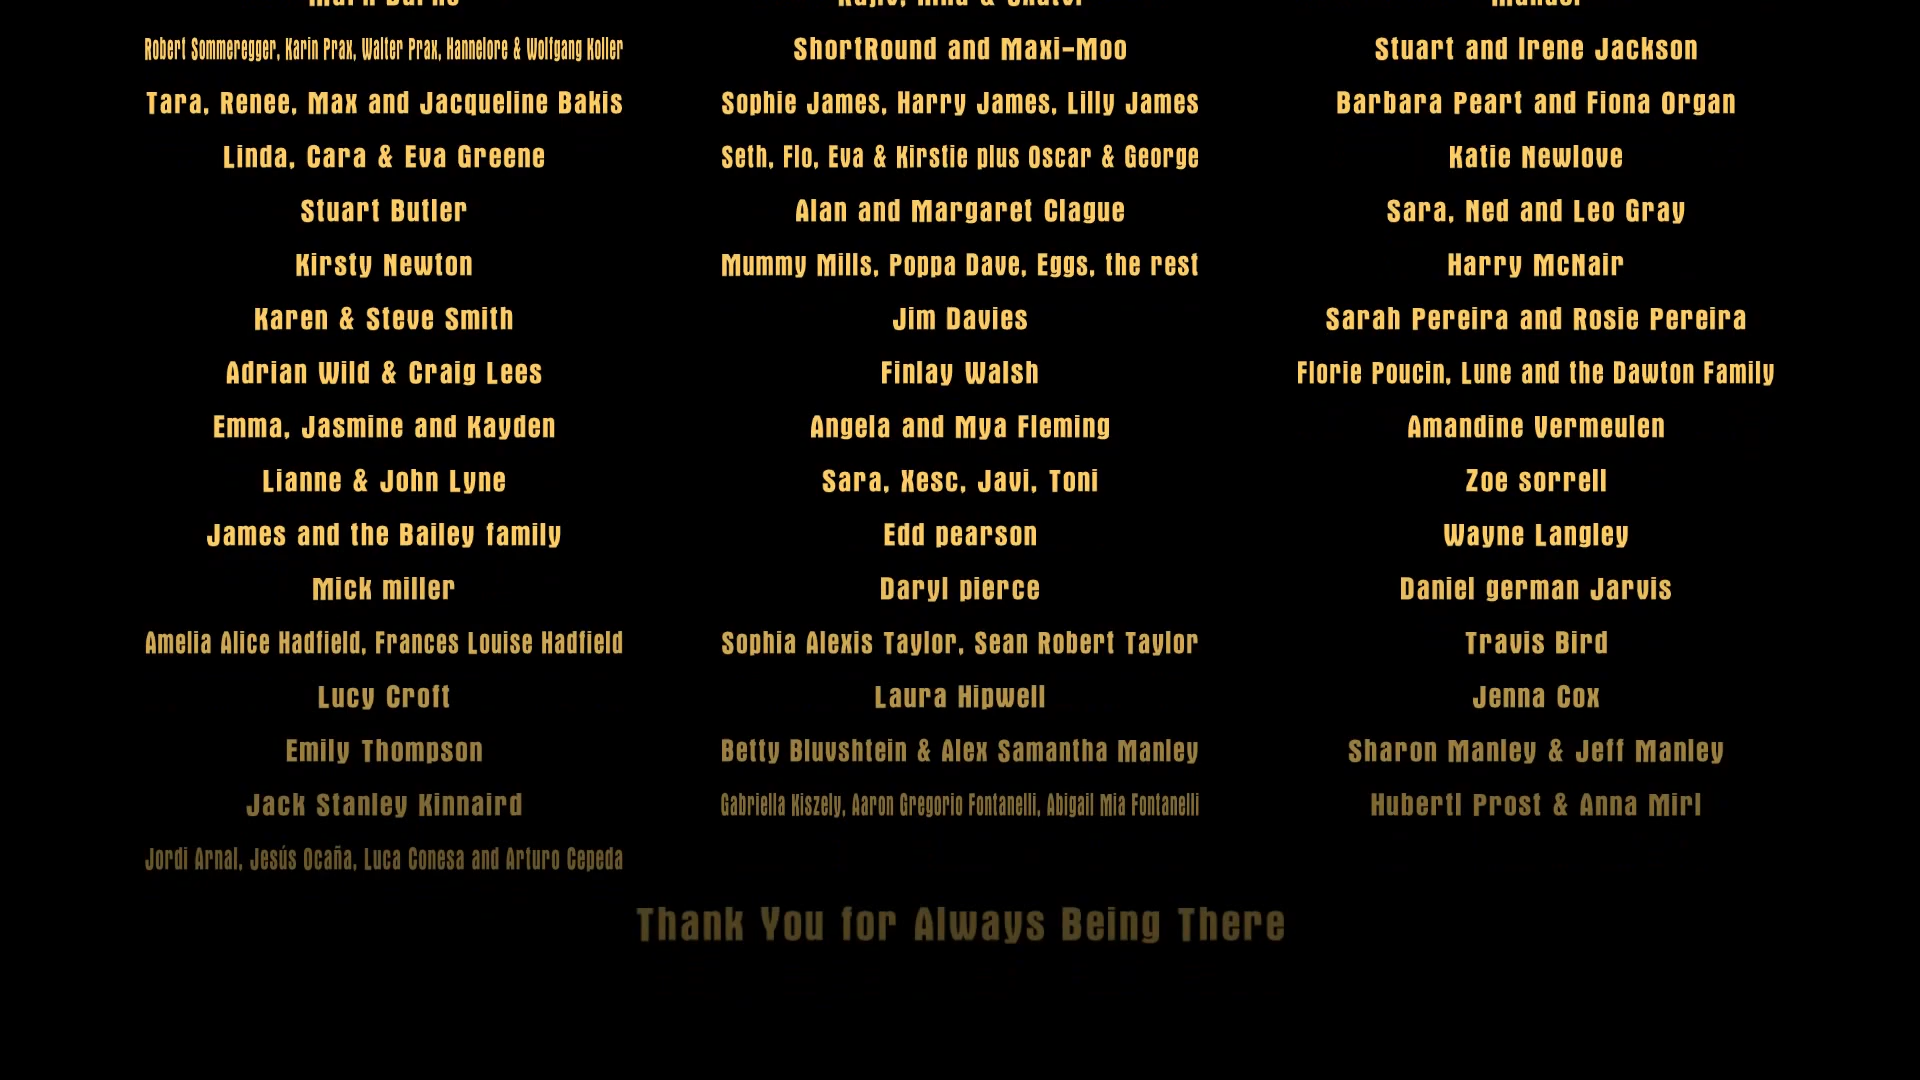 Robert Sommeregger, Karin Prax, Walter Prax, Hannelore & Wolfgang Koller
ShortRound and Maxi-Moo
Stuart and Irene Jackson
Tara, Renee, Max and Jacqueline Bakis
Sophie James, Harry James, Lilly James
Barbara Peart and Fiona Organ
Linda, Cara & Eva Greene
Seth, Flo, Eva & Kirstie plus Oscar & George
Katie Newlove
Stuart Butler
Alan and Margaret Clague
Sara, Ned and Leo Gray
Kirsty Newton
Mummy Mills, Poppa Dave, Eggs, the rest
Harry McNair
Karen & Steve Smith
Jim Davies
Sarah Pereira and Rosie Pereira
Adrian Wild & Craig Lees
Finlay Walsh
Florie Poucin, Lune and the Dawton Family
Emma, Jasmine and Kayden
Angela and Mya Fleming
Amandine Vermeulen
Lianne & John Lyne
Sara, Xesc, Javi, Toni
Zoe sorrell
James and the Bailey family
Edd pearson
Wayne Langley
Mick miller
Daryl pierce
Daniel german Jarvis
Amelia Alice Hadfield, Frances Louise Hadfield
Sophia Alexis Taylor, Sean Robert Taylor
Travis Bird
Lucy Croft
Laura Hipwell
Jenna Cox
Emily Thompson
Betty Bluvshtein & Alex Samantha Manley
Sharon Manley & Jeff Manley
Jack Stanley Kinnaird
Gabriella Kiszely, Aaron Gregorio Fontanelli, Abigail Mia Fontanelli
Hubertl Prost & Anna Mirl
Jordi Arnal, Jesús Ocaña, Luca Conesa and Arturo Cepeda
Thank You for Always Being There